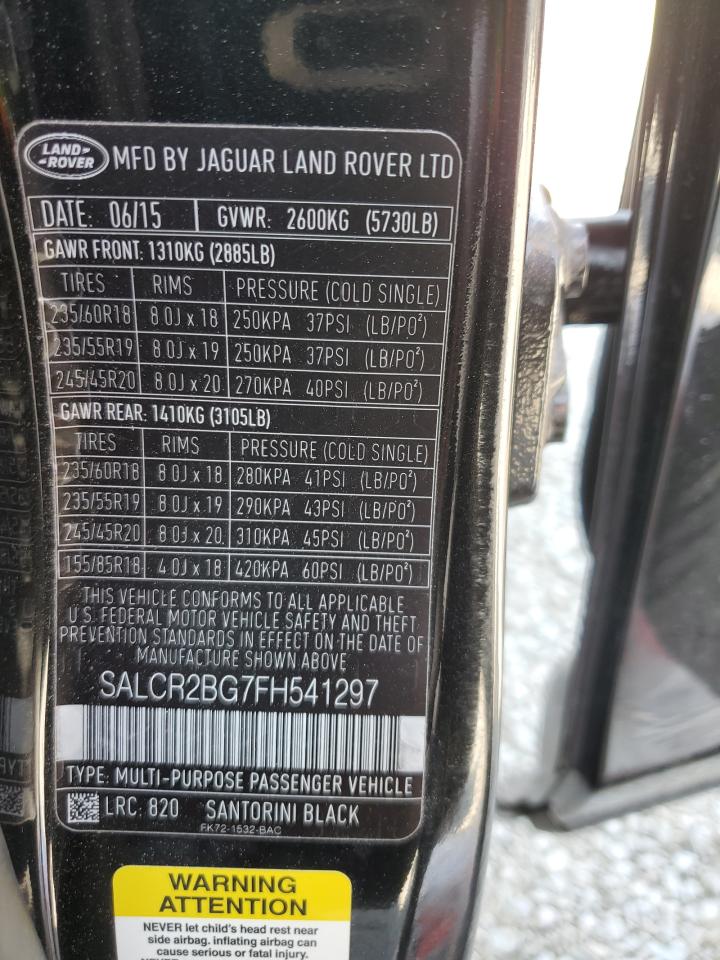 LAND-
-ROVER
MFD BY JAGUAR LAND ROVER LTD
DATE: 06/15 GVWR: 2600KG (5730LB)
GAWR FRONT: 1310KG (2885LB)
TIRES RIMS PRESSURE (COLD SINGLE)
235/60R18 8.0J x 18 250KPA 37PSI (LB/PO²)
235/55R19 8.0J x 19 250KPA 37PSI (LB/PO²)
245/45R20 8.0J x 20 270KPA 40PSI (LB/PO²)
GAWR REAR: 1410KG (3105LB)
TIRES RIMS PRESSURE (COLD SINGLE)
235/60R18 8.0J x 18 280KPA 41PSI (LB/PO²)
235/55R19 8.0J x 19 290KPA 43PSI (LB/PO²)
245/45R20 8.0J x 20. 310KPA 45PSI (LB/PO²)
155/85R18 4.0J x 18 420KPA 60PSI (LB/PO²)
THIS VEHICLE CONFORMS TO ALL APPLICABLE
U.S. FEDERAL MOTOR VEHICLE SAFETY AND THEFT
PREVENTION STANDARDS IN EFFECT ON THE DATE OF
MANUFACTURE SHOWN ABOVE
SALCR2BG7FH541297
TYPE: MULTI-PURPOSE PASSENGER VEHICLE
LRC: 820 SANTORINI BLACK
FK72-1532-BAC
WARNING
ATTENTION
NEVER let child's head rest near
side airbag. inflating airbag can
cause serious or fatal injury.